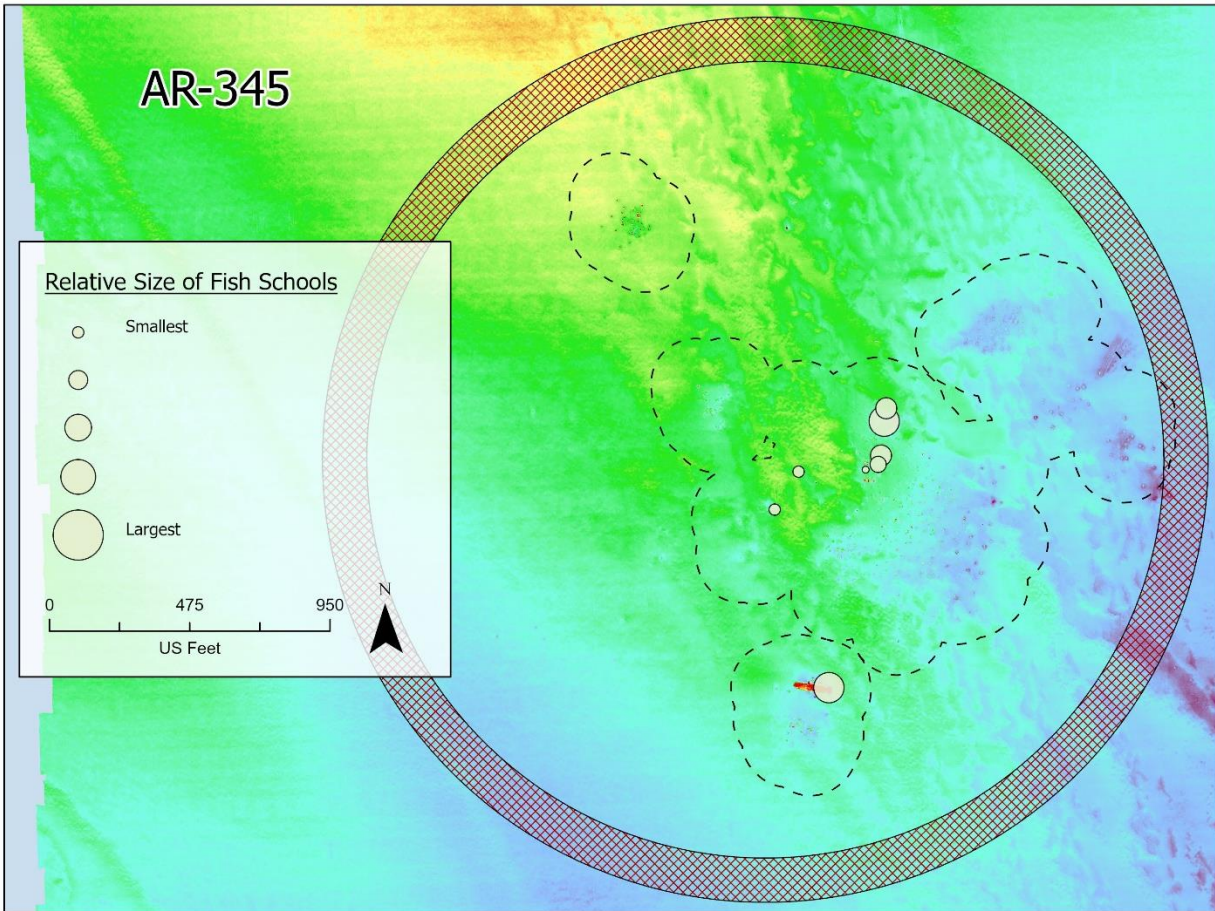 AR-345
Relative Size of Fish Schools
Smallest
Largest
0 475 950
US Feet
N